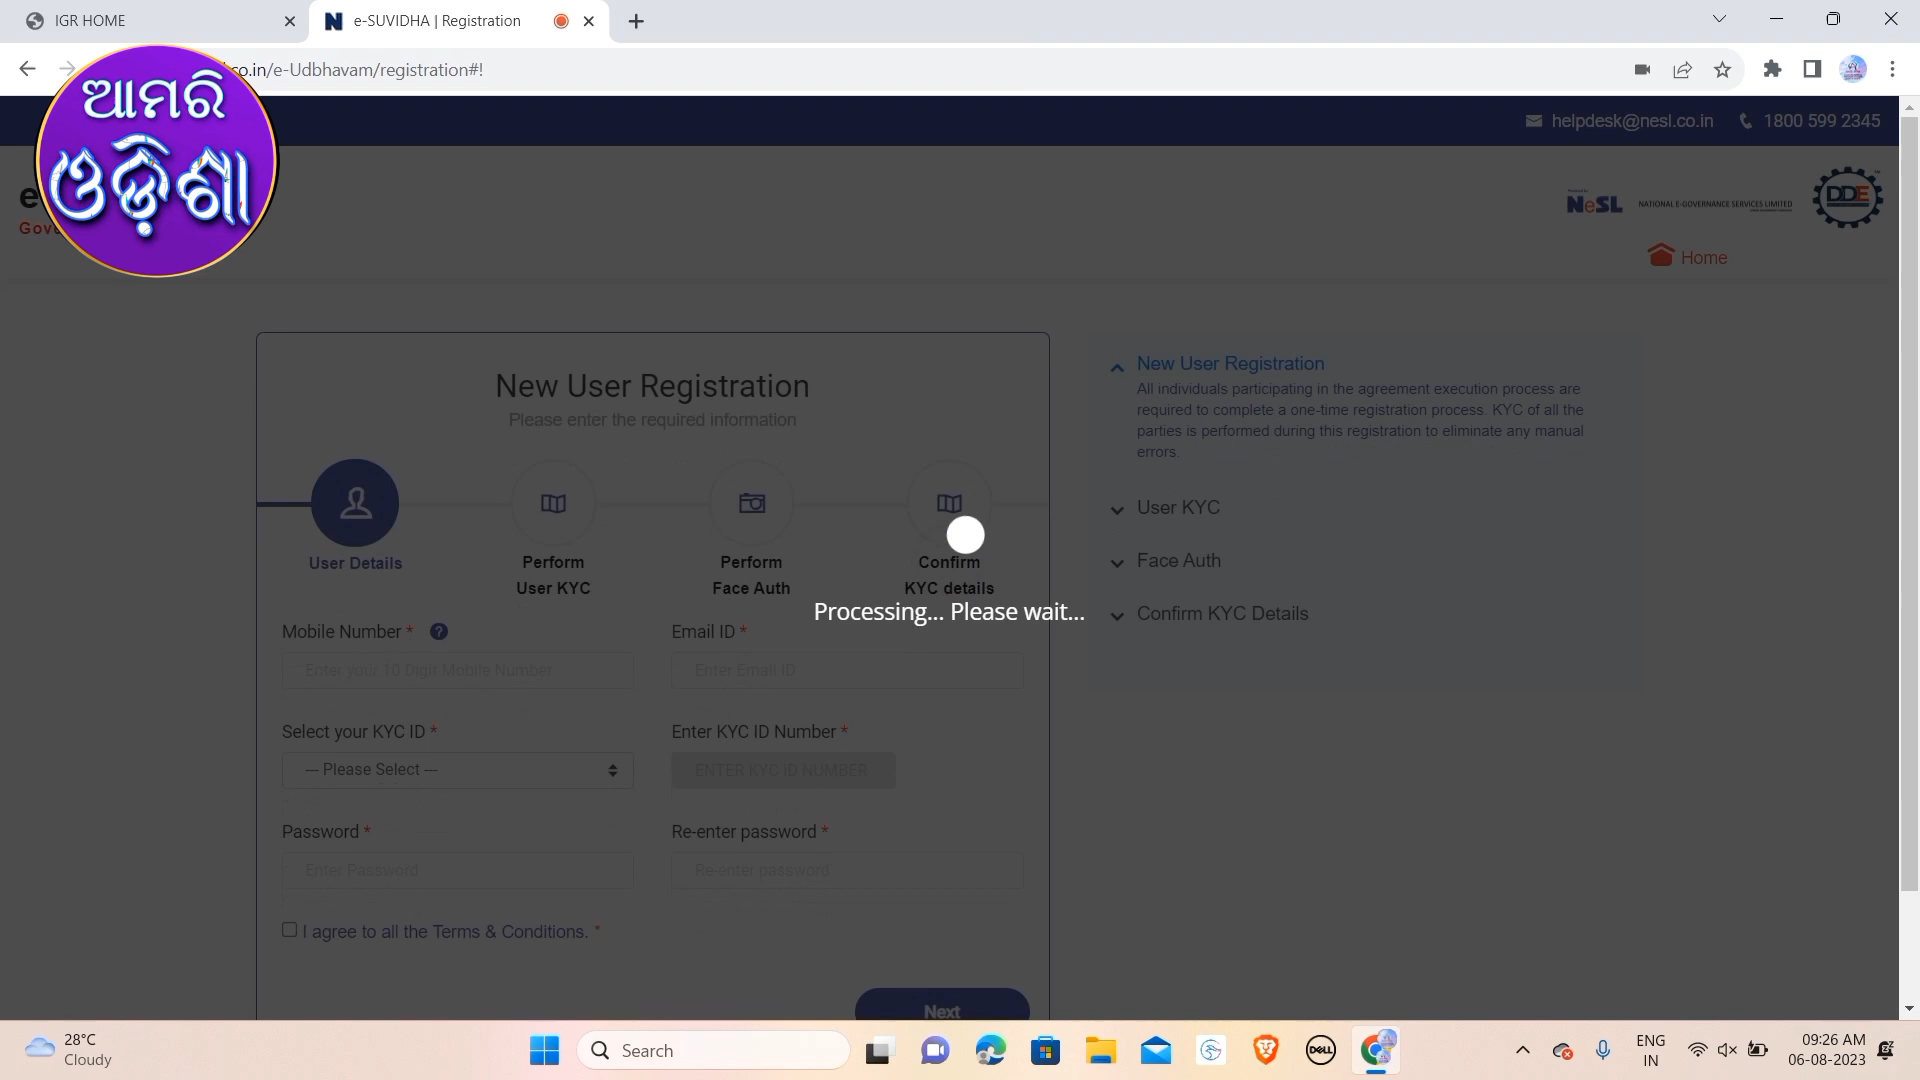 IGR HOME
e-SUVIDHA | Registration
co.in/e-Udbhavam/registration#!
ଆମରି
ଓଡ଼ିଶା
helpdesk@nesl.co.in
1800 599 2345
e
Gove
NeSL
NATIONAL E-GOVERNANCE SERVICES LIMITED
DDE
Home
New User Registration
Please enter the required information
User Details
Perform
User KYC
Perform
Face Auth
Confirm
KYC details
Processing... Please wait...
Mobile Number * ?
Email ID *
Enter your 10 Digit Mobile Number
Enter Email ID
Select your KYC ID *
Enter KYC ID Number *
--- Please Select ---
ENTER KYC ID NUMBER
Password *
Re-enter password *
Enter Password
Re-enter password
I agree to all the Terms & Conditions. *
Next
New User Registration
All individuals participating in the agreement execution process are
required to complete a one-time registration process. KYC of all the
parties is performed during this registration to eliminate any manual
errors.
User KYC
Face Auth
Confirm KYC Details
28°C
Cloudy
Search
DELL
ENG
IN
09:26 AM
06-08-2023